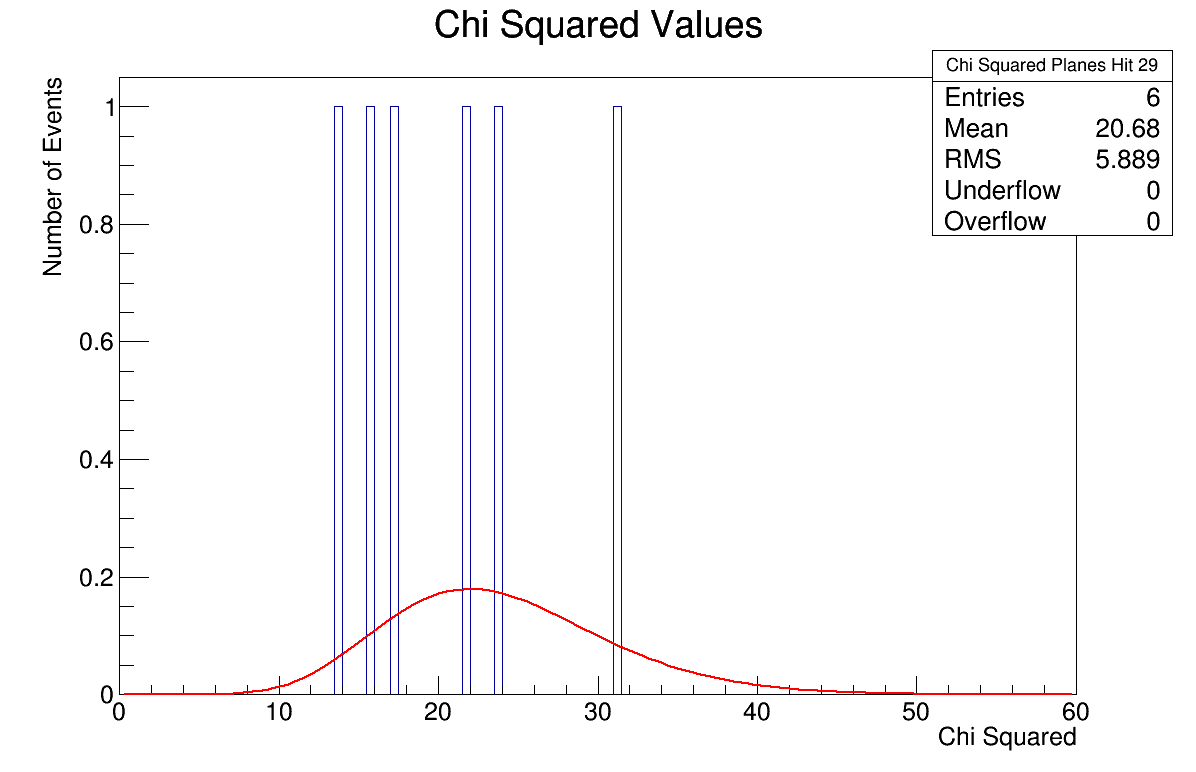 Chi Squared Values
Chi Squared Planes Hit 29
Entries 6
Mean 20.68
RMS 5.889
Underflow 0
Overflow 0
Number of Events
1
0.8
0.6
0.4
0.2
0
0 10 20 30 40 50 60
Chi Squared